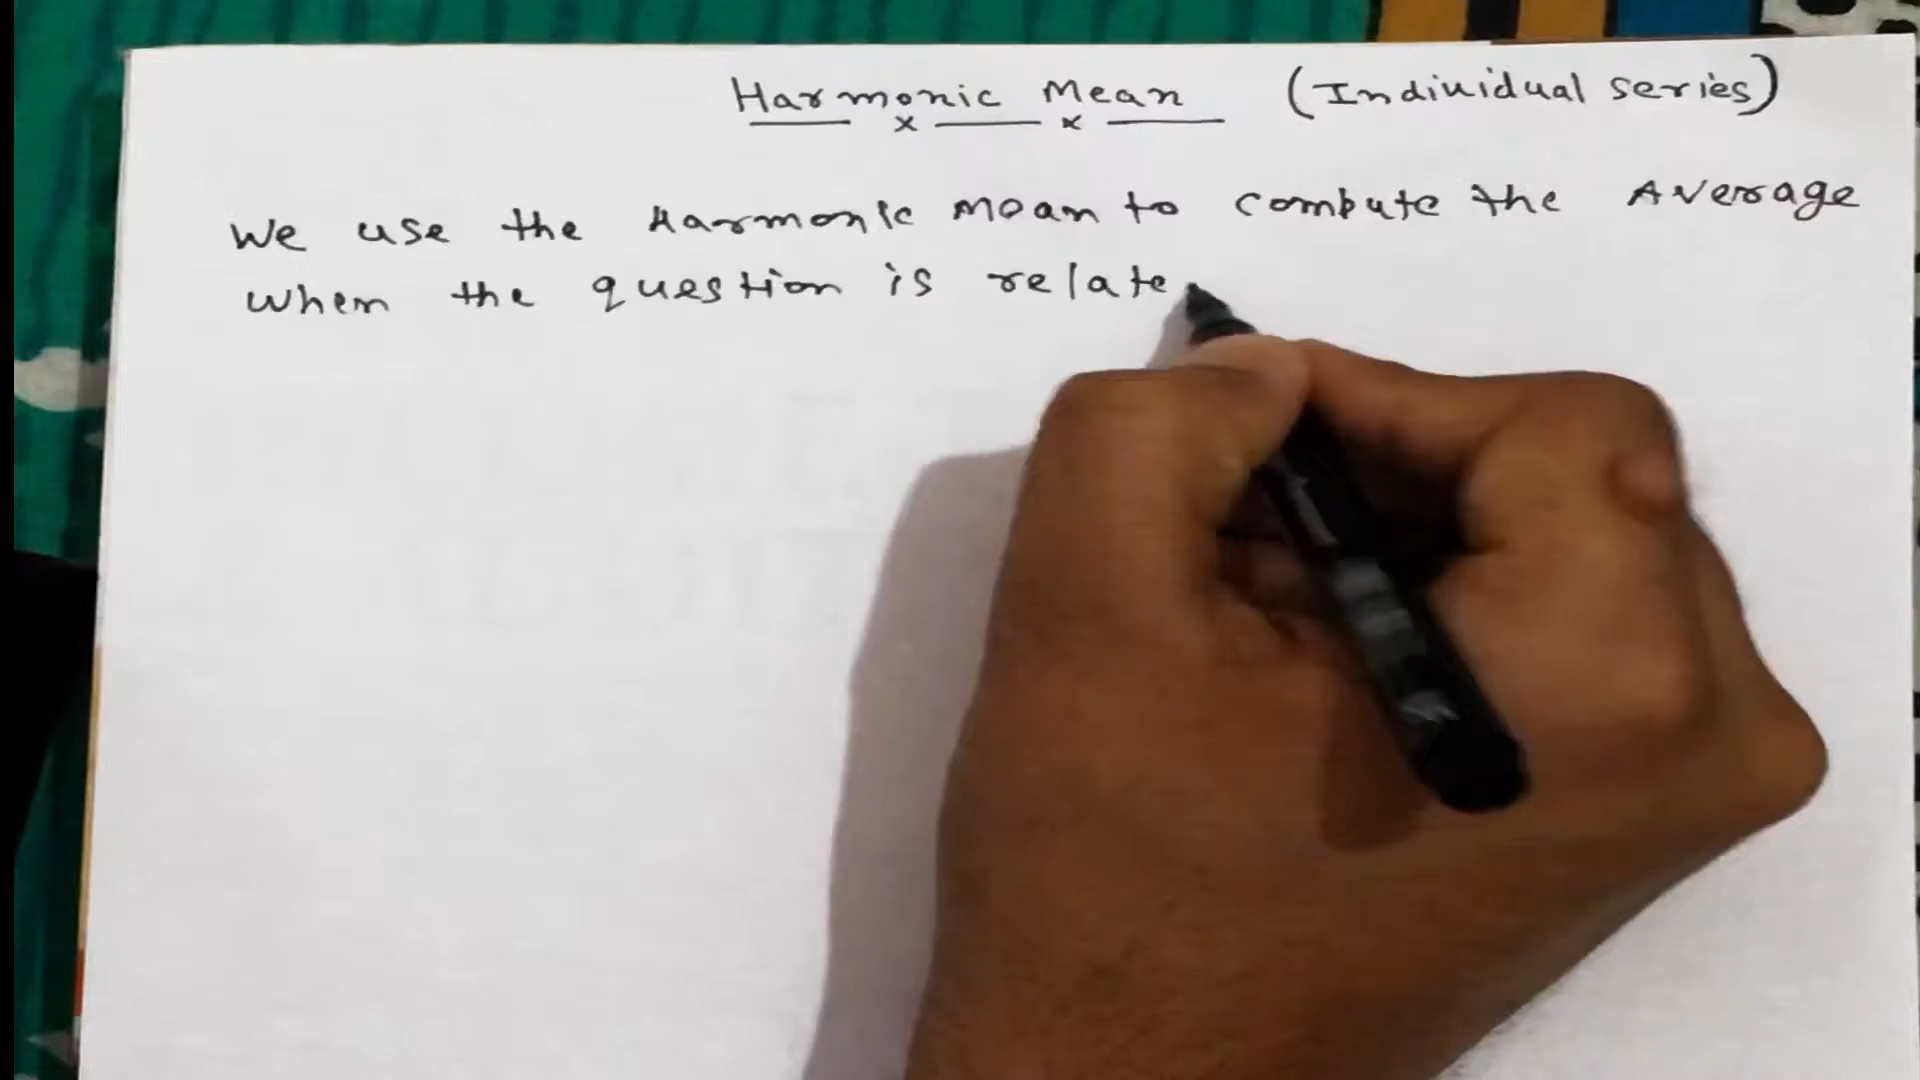 Harmonic Mean (Individual series)
We use the Harmonic Mean to compute the Average
when the question is relate